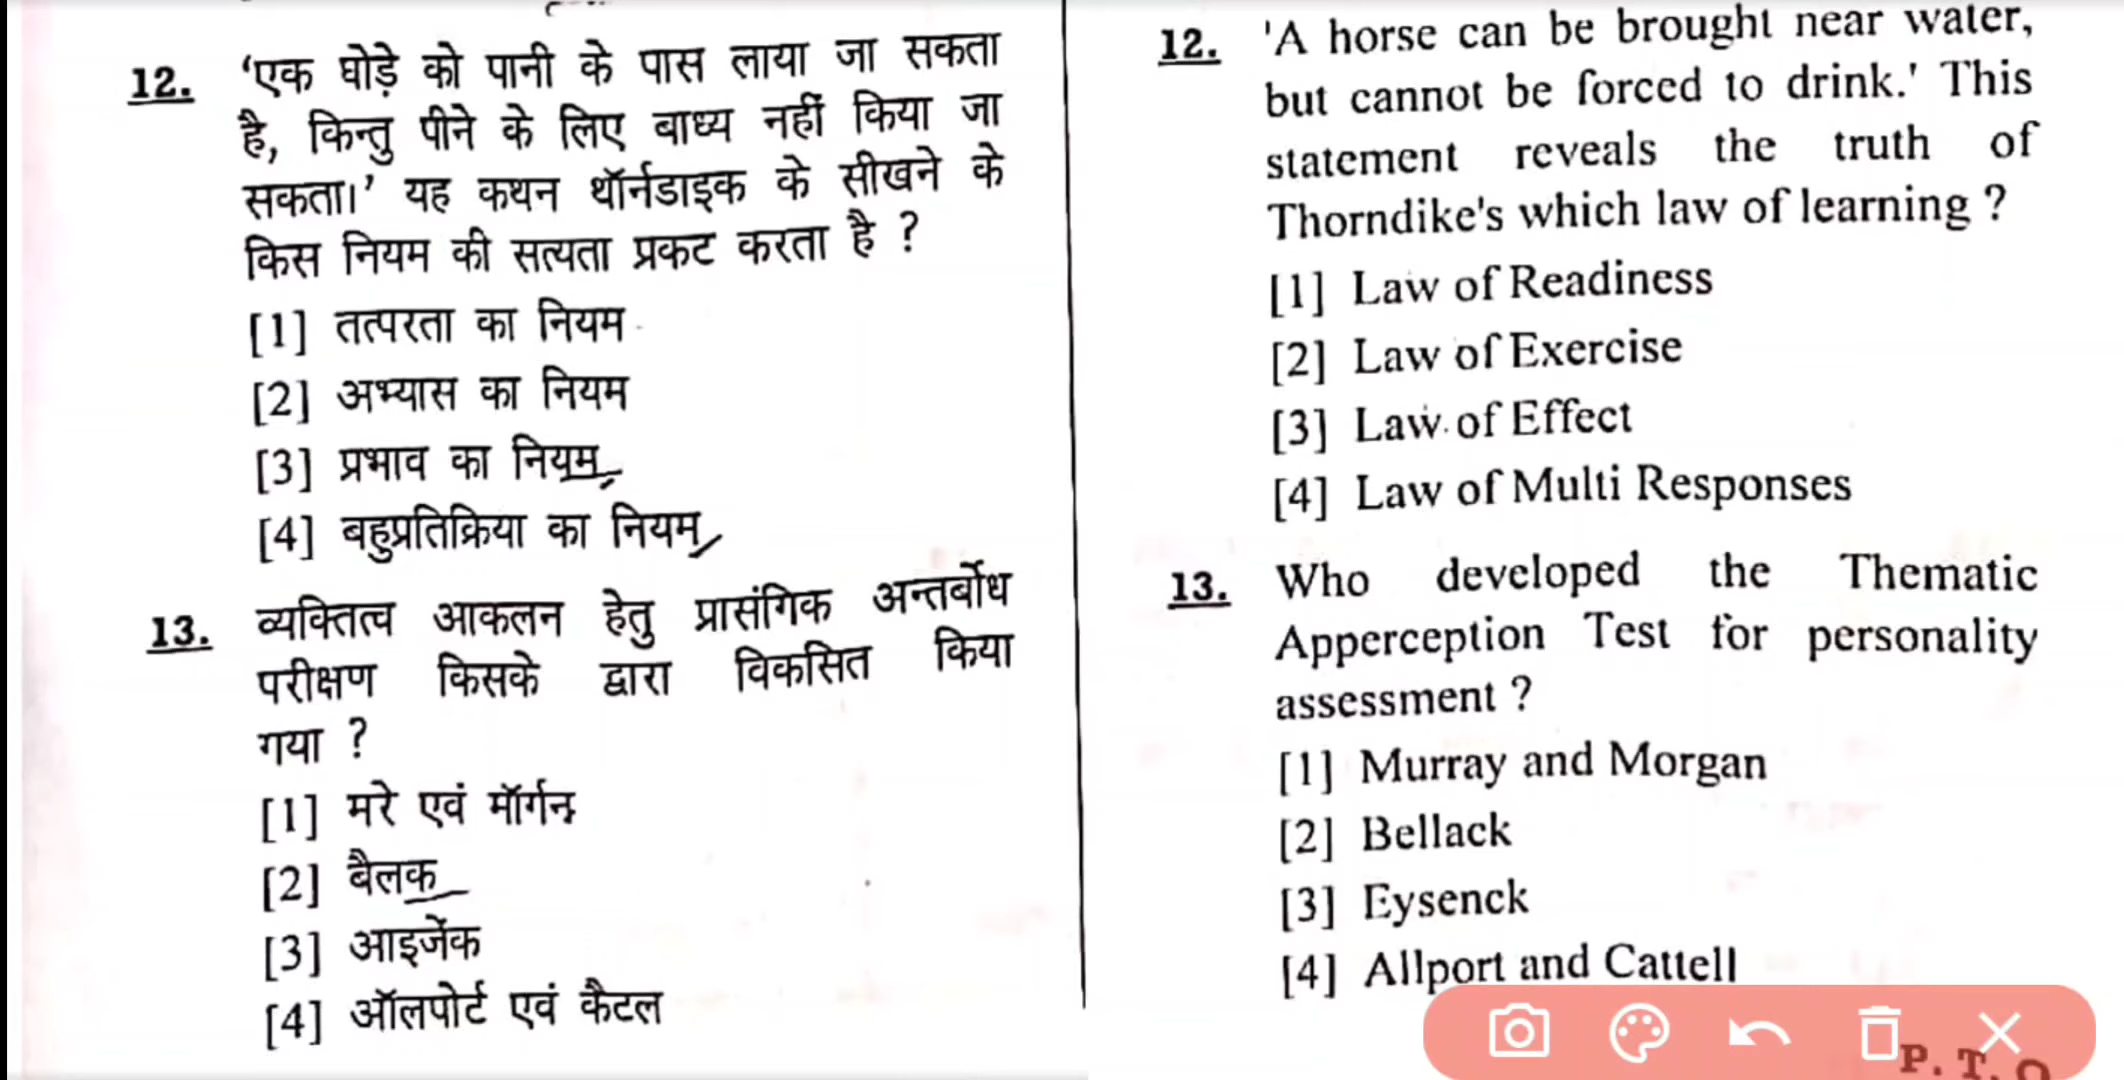 12. ‘एक घोड़े को पानी के पास लाया जा सकता
है, किन्तु पीने के लिए बाध्य नहीं किया जा
सकता।’ यह कथन थॉर्नडाइक के सीखने के
किस नियम की सत्यता प्रकट करता है ?
[1] तत्परता का नियम
[2] अभ्यास का नियम
[3] प्रभाव का नियम
[4] बहुप्रतिक्रिया का नियम
13. व्यक्तित्व आकलन हेतु प्रासंगिक अन्तर्बोध
परीक्षण किसके द्वारा विकसित किया
गया ?
[1] मरे एवं मॉर्गन
[2] बैलक
[3] आइजेंक
[4] ऑलपोर्ट एवं कैटल
12. 'A horse can be brought near water,
but cannot be forced to drink.' This
statement reveals the truth of
Thorndike's which law of learning ?
[1] Law of Readiness
[2] Law of Exercise
[3] Law of Effect
[4] Law of Multi Responses
13. Who developed the Thematic
Apperception Test for personality
assessment ?
[1] Murray and Morgan
[2] Bellack
[3] Eysenck
[4] Allport and Cattell
P. T. O